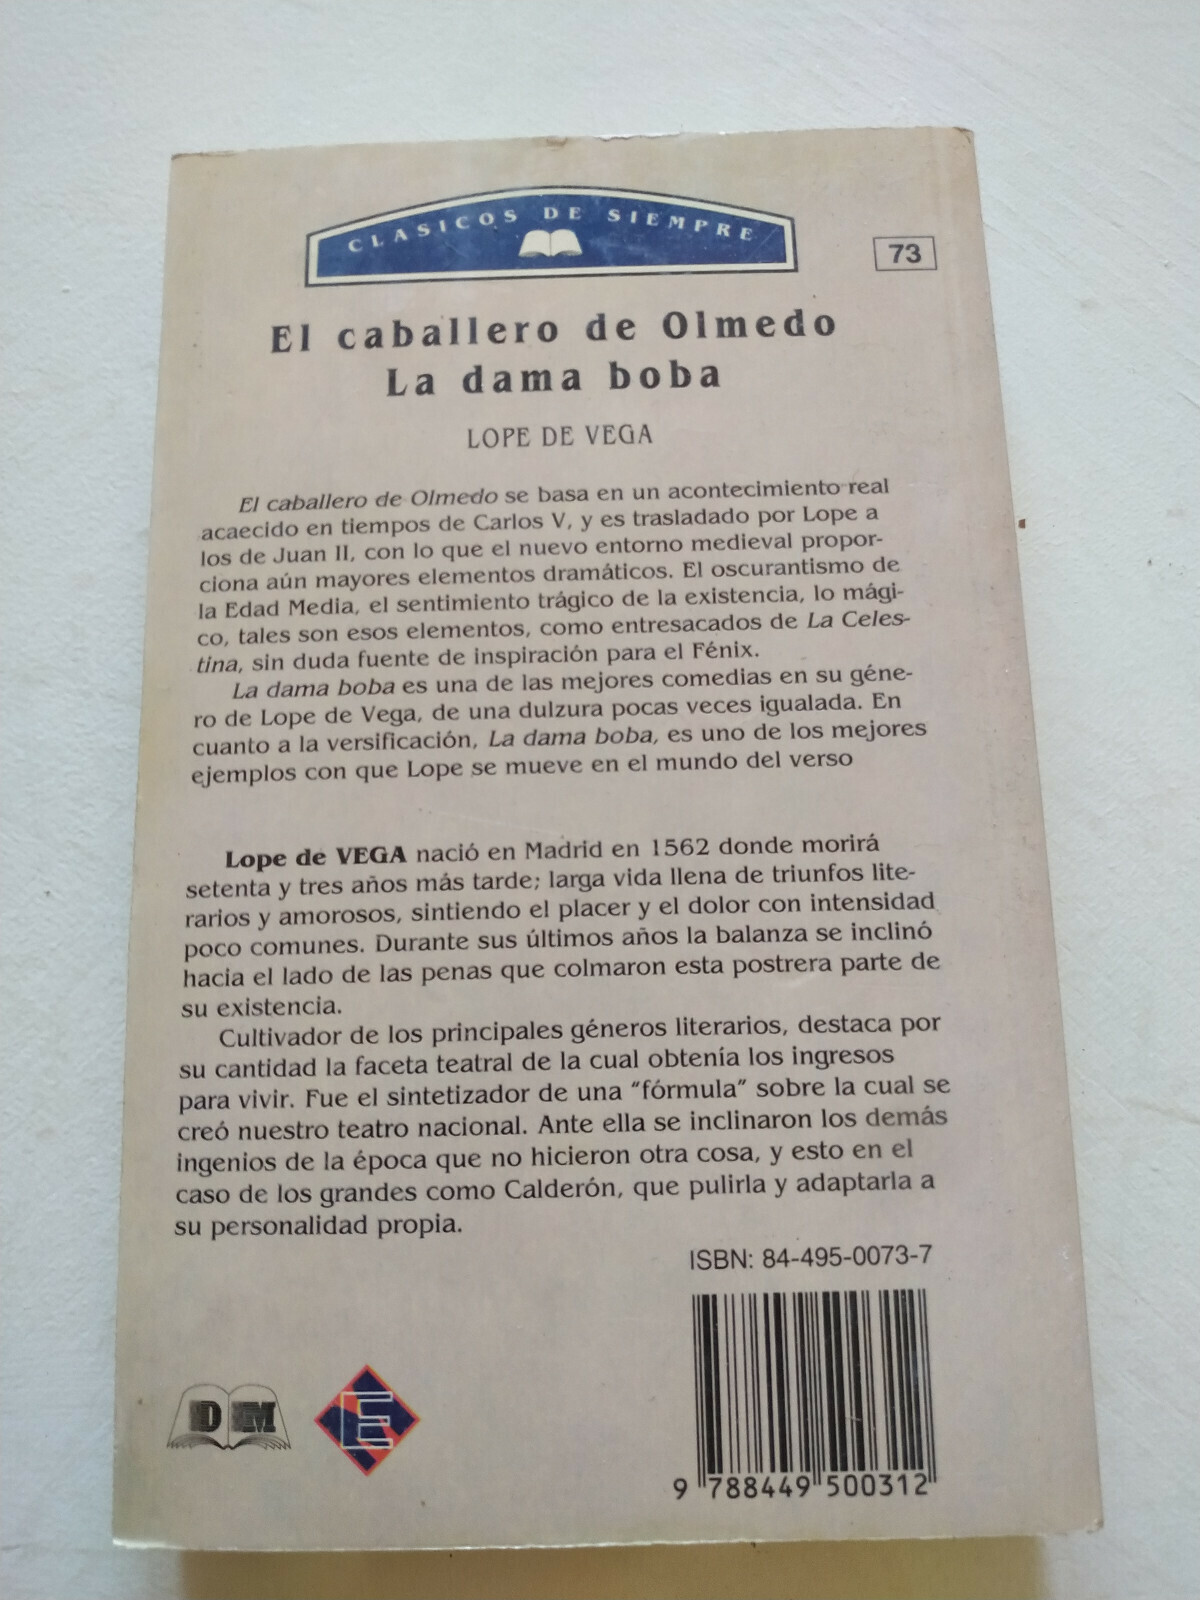 CLASICOS DE SIEMPRE
73
El caballero de Olmedo
La dama boba
LOPE DE VEGA
El caballero de Olmedo se basa en un acontecimiento real
acaecido en tiempos de Carlos V, y es trasladado por Lope a
los de Juan II, con lo que el nuevo entorno medieval propor-
ciona aún mayores elementos dramáticos. El oscurantismo de
la Edad Media, el sentimiento trágico de la existencia, lo mági-
co, tales son esos elementos, como entresacados de La Celes-
tina, sin duda fuente de inspiración para el Fénix.
La dama boba es una de las mejores comedias en su géne-
ro de Lope de Vega, de una dulzura pocas veces igualada. En
cuanto a la versificación, La dama boba, es uno de los mejores
ejemplos con que Lope se mueve en el mundo del verso
Lope de VEGA nació en Madrid en 1562 donde morirá
setenta y tres años más tarde; larga vida llena de triunfos lite-
rarios y amorosos, sintiendo el placer y el dolor con intensidad
poco comunes. Durante sus últimos años la balanza se inclinó
hacia el lado de las penas que colmaron esta postrera parte de
su existencia.
Cultivador de los principales géneros literarios, destaca por
su cantidad la faceta teatral de la cual obtenía los ingresos
para vivir. Fue el sintetizador de una "fórmula" sobre la cual se
creó nuestro teatro nacional. Ante ella se inclinaron los demás
ingenios de la época que no hicieron otra cosa, y esto en el
caso de los grandes como Calderón, que pulirla y adaptarla a
su personalidad propia.
ISBN: 84-495-0073-7
DM
E
9 788449 500312